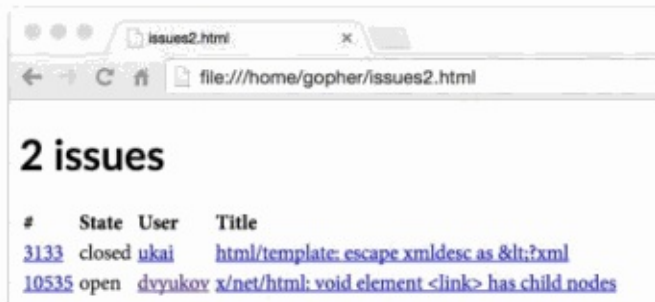 issues2.html
file:///home/gopher/issues2.html
2 issues
# State User Title
3133 closed ukai html/template: escape xmldesc as &lt;?xml
10535 open dvyukov x/net/html: void element <link> has child nodes